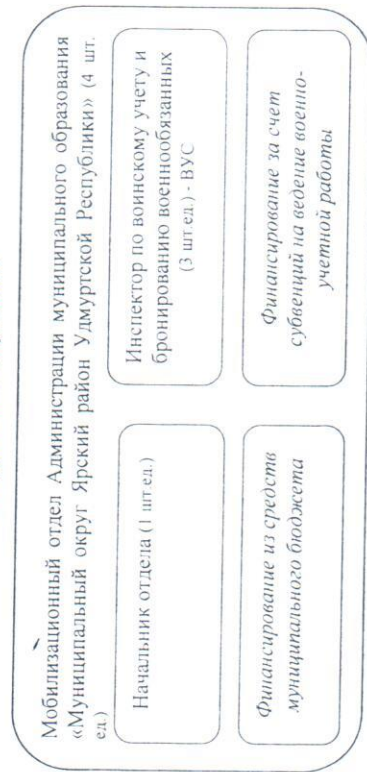 Мобилизационный отдел Администрации муниципального образования
«Муниципальный округ Ярский район Удмуртской Республики» (4 шт.
ед.)
Начальник отдела (1 шт.ед.)
Инспектор по воинскому учету и
бронированию военнообязанных
(3 шт.ед.) - ВУС
Финансирование из средств
муниципального бюджета
Финансирование за счет
субвенций на ведение военно-
учетной работы